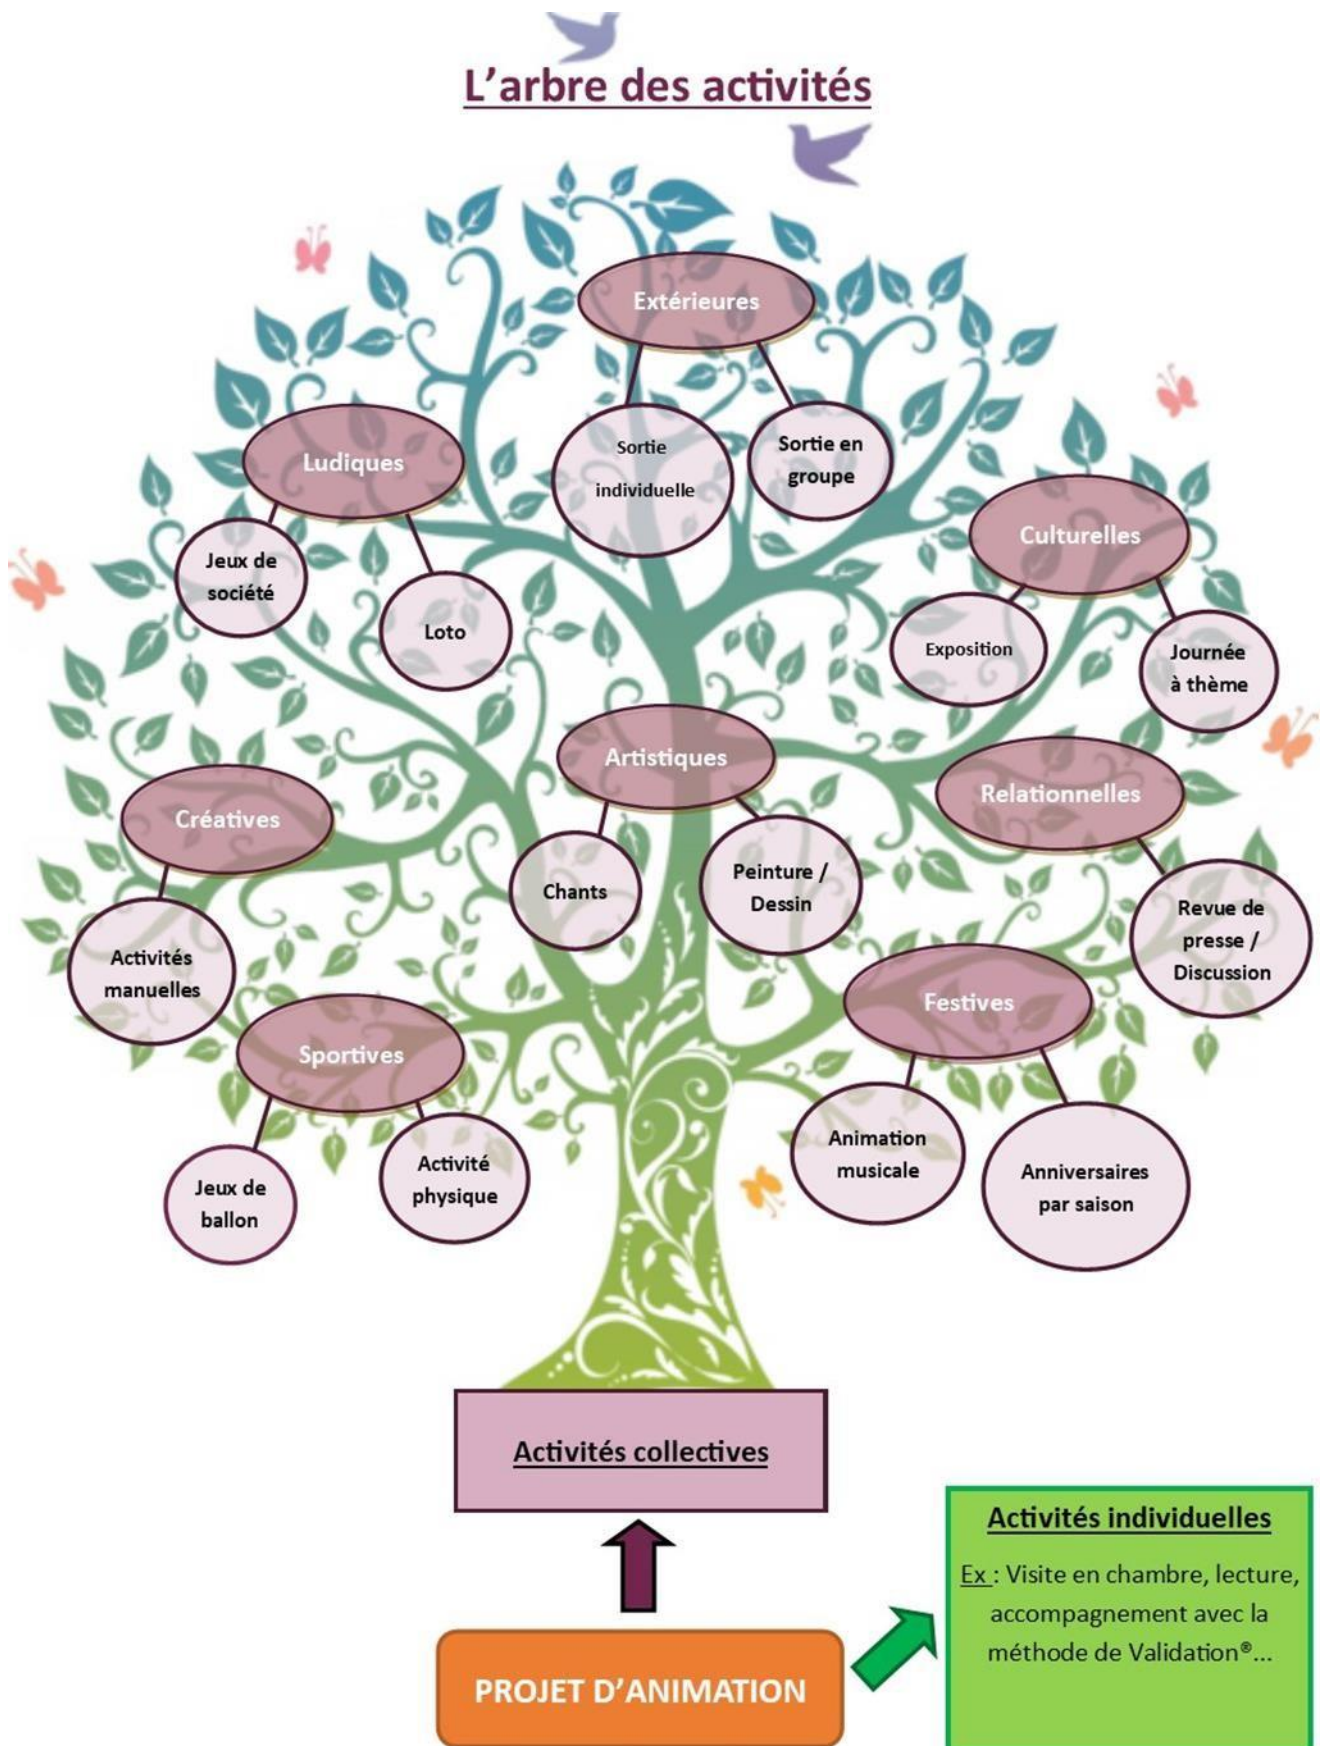 L'arbre des activités
Extérieures
Sortie
individuelle
Sortie en
groupe
Ludiques
Jeux de
société
Loto
Culturelles
Exposition
Journée
à thème
Artistiques
Chants
Peinture /
Dessin
Relationnelles
Revue de
presse /
Discussion
Créatives
Activités
manuelles
Festives
Animation
musicale
Anniversaires
par saison
Sportives
Jeux de
ballon
Activité
physique
Activités collectives
Activités individuelles
Ex : Visite en chambre, lecture,
accompagnement avec la
méthode de Validation®...
PROJET D'ANIMATION